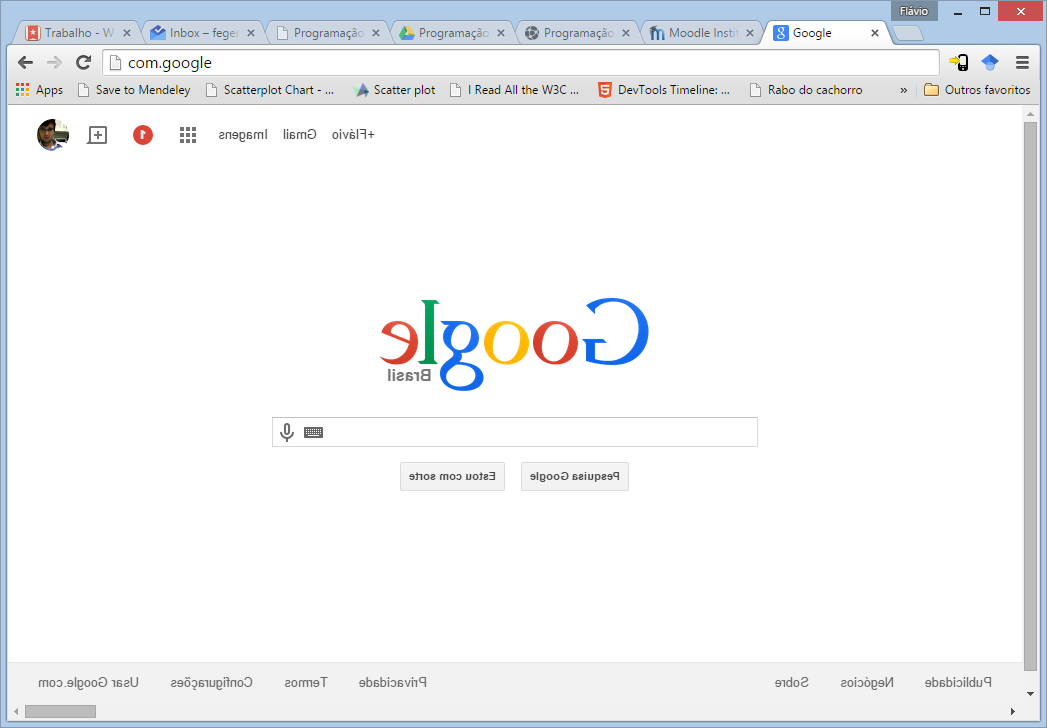 Flávio
Trabalho - W
Inbox – feger
Programação
Programação
Programação
Moodle Insti
Google
com.google
Apps
Save to Mendeley
Scatterplot Chart - ...
Scatter plot
I Read All the W3C ...
DevTools Timeline: ...
Rabo do cachorro
»
Outros favoritos
1
Imagens
Gmail
+Flávio
Google
Brasil
Estou com sorte
Pesquisa Google
Usar Google.com
Configurações
Termos
Privacidade
Sobre
Negócios
Publicidade